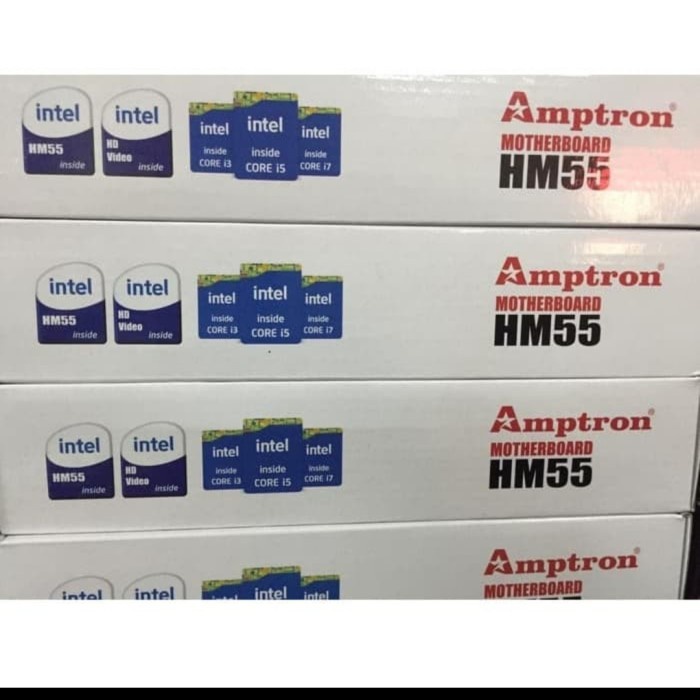 intel
HM55
inside
intel
HD
Video
inside
intel
inside
CORE i3
intel
inside
CORE i5
intel
inside
CORE i7
Amptron®
MOTHERBOARD
HM55
intel
HM55
inside
intel
HD
Video
inside
intel
inside
CORE i3
intel
inside
CORE i5
intel
inside
CORE i7
Amptron®
MOTHERBOARD
HM55
intel
HM55
inside
intel
HD
Video
inside
intel
inside
CORE i3
intel
inside
CORE i5
intel
inside
CORE i7
Amptron®
MOTHERBOARD
HM55
intel
intel
intel
intel
intel
Amptron®
MOTHERBOARD